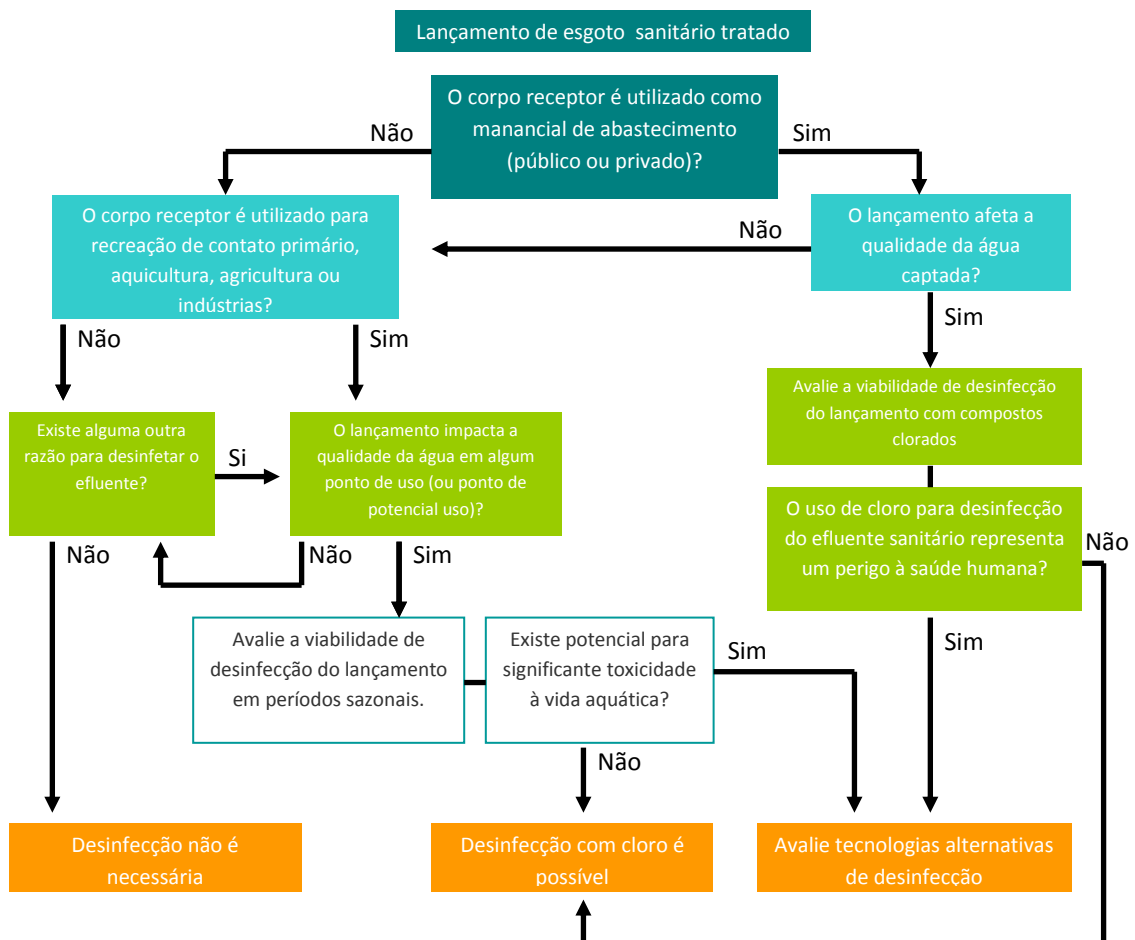 Lançamento de esgoto sanitário tratado
O corpo receptor é utilizado como
manancial de abastecimento
(público ou privado)?
Não
Sim
O corpo receptor é utilizado para
recreação de contato primário,
aquicultura, agricultura ou
indústrias?
Não
O lançamento afeta a
qualidade da água
captada?
Não
Sim
Sim
Avalie a viabilidade de desinfecção
do lançamento com compostos
clorados
Existe alguma outra
razão para desinfetar o
efluente?
Si
O lançamento impacta a
qualidade da água em algum
ponto de uso (ou ponto de
potencial uso)?
O uso de cloro para desinfecção
do efluente sanitário representa
um perigo à saúde humana?
Não
Não
Não
Sim
Avalie a viabilidade de
desinfecção do lançamento
em períodos sazonais.
Existe potencial para
significante toxicidade
à vida aquática?
Sim
Sim
Não
Desinfecção não é
necessária
Desinfecção com cloro é
possível
Avalie tecnologias alternativas
de desinfecção